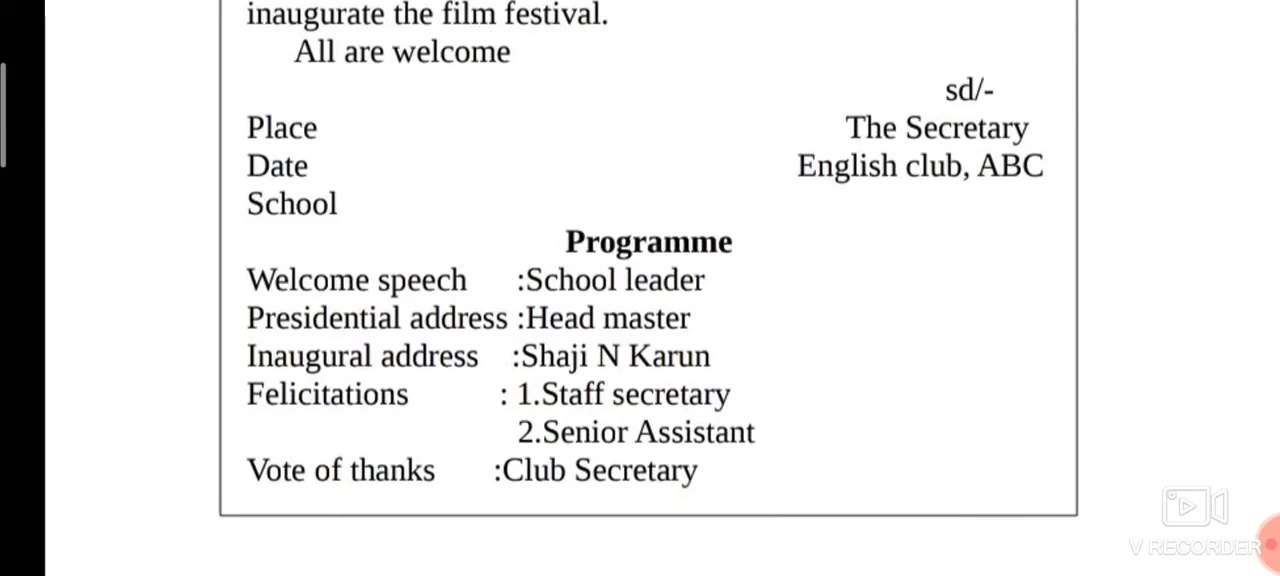 inaugurate the film festival.
All are welcome
sd/-
Place The Secretary
Date English club, ABC
School
Programme
Welcome speech :School leader
Presidential address :Head master
Inaugural address :Shaji N Karun
Felicitations : 1.Staff secretary
2.Senior Assistant
Vote of thanks :Club Secretary
V RECORDER